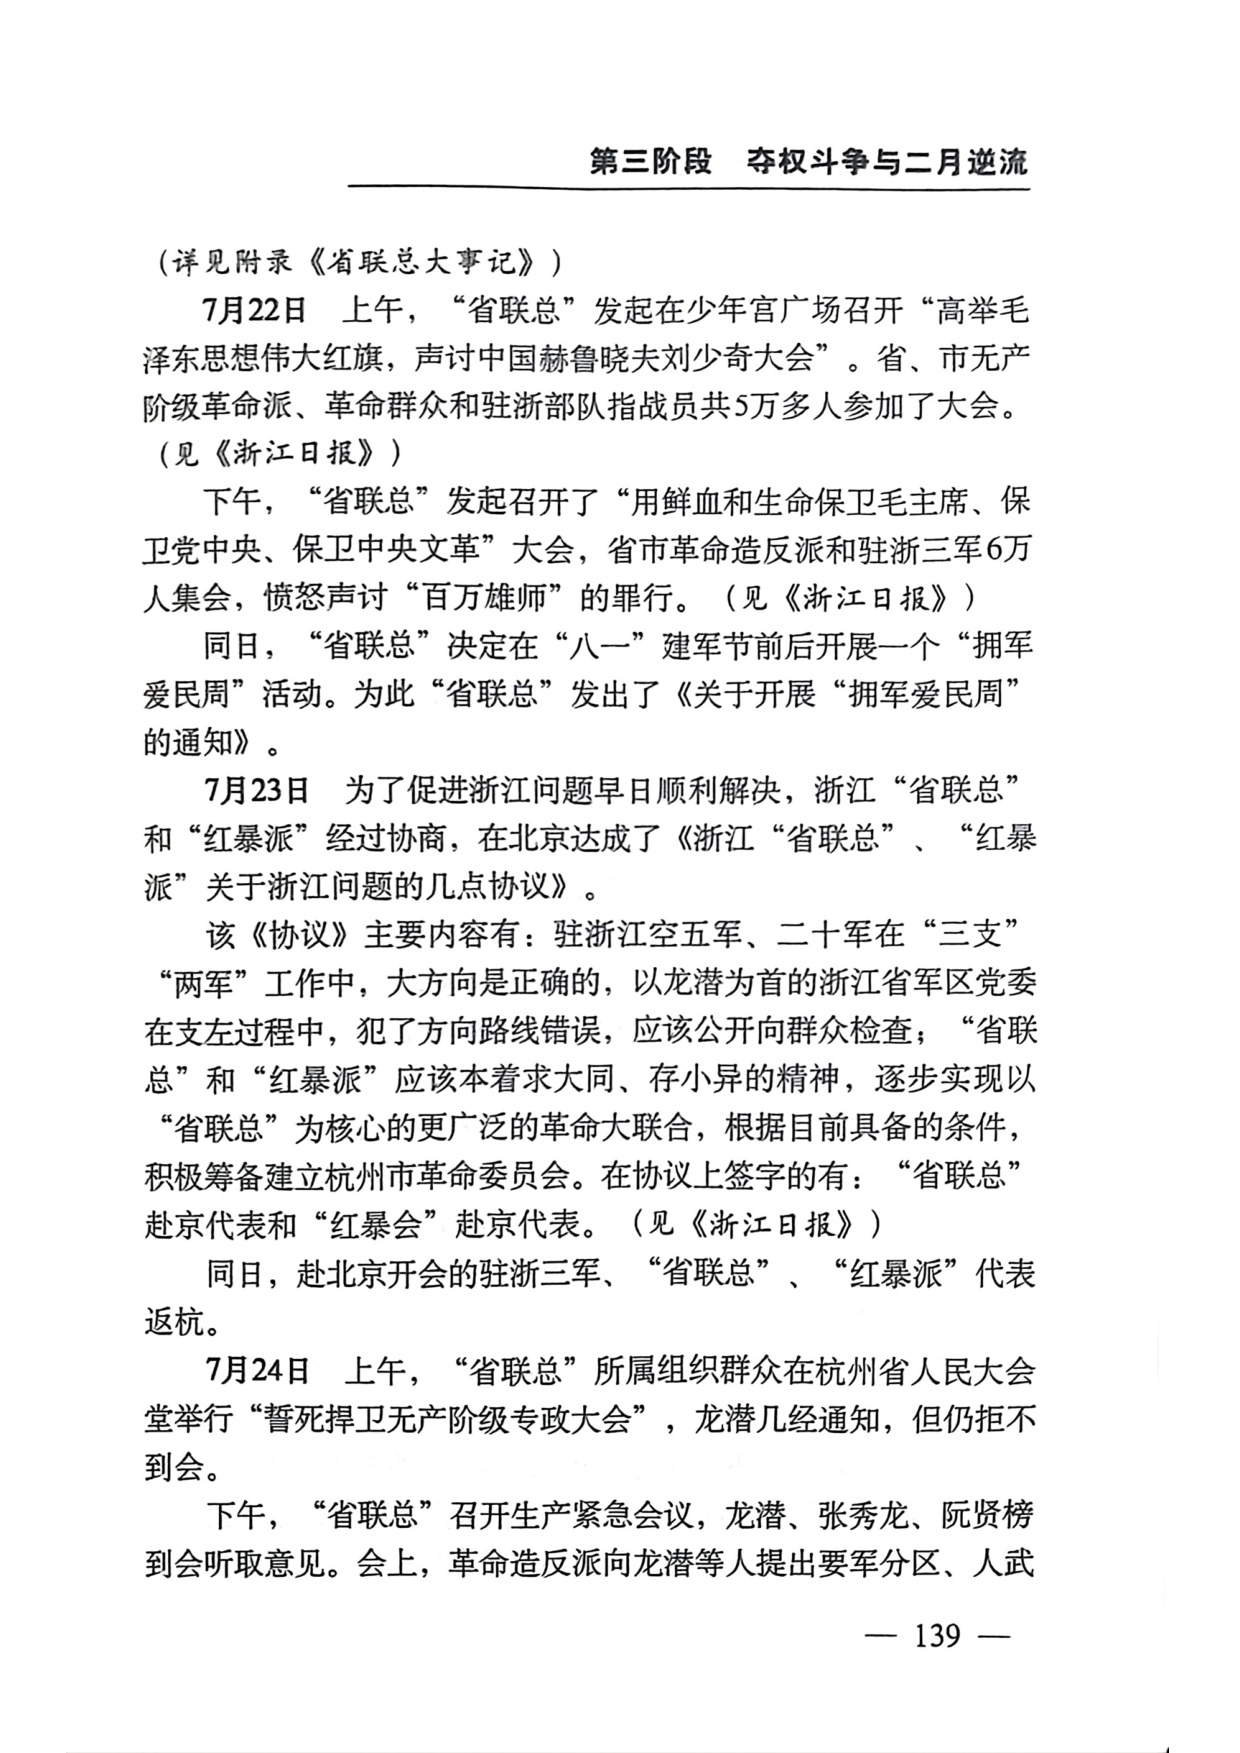 第三阶段　夺权斗争与二月逆流
（详见附录《省联总大事记》）
7月22日　上午，“省联总”发起在少年宫广场召开“高举毛
泽东思想伟大红旗，声讨中国赫鲁晓夫刘少奇大会”。省、市无产
阶级革命派、革命群众和驻浙部队指战员共5万多人参加了大会。
（见《浙江日报》）
下午，“省联总”发起召开了“用鲜血和生命保卫毛主席、保
卫党中央、保卫中央文革”大会，省市革命造反派和驻浙三军6万
人集会，愤怒声讨“百万雄师”的罪行。（见《浙江日报》）
同日，“省联总”决定在“八一”建军节前后开展一个“拥军
爱民周”活动。为此“省联总”发出了《关于开展“拥军爱民周”
的通知》。
7月23日　为了促进浙江问题早日顺利解决，浙江“省联总”
和“红暴派”经过协商，在北京达成了《浙江“省联总”、“红暴
派”关于浙江问题的几点协议》。
该《协议》主要内容有：驻浙江空五军、二十军在“三支”
“两军”工作中，大方向是正确的，以龙潜为首的浙江省军区党委
在支左过程中，犯了方向路线错误，应该公开向群众检查；“省联
总”和“红暴派”应该本着求大同、存小异的精神，逐步实现以
“省联总”为核心的更广泛的革命大联合，根据目前具备的条件，
积极筹备建立杭州市革命委员会。在协议上签字的有：“省联总”
赴京代表和“红暴会”赴京代表。（见《浙江日报》）
同日，赴北京开会的驻浙三军、“省联总”、“红暴派”代表
返杭。
7月24日　上午，“省联总”所属组织群众在杭州省人民大会
堂举行“誓死捍卫无产阶级专政大会”，龙潜几经通知，但仍拒不
到会。
下午，“省联总”召开生产紧急会议，龙潜、张秀龙、阮贤榜
到会听取意见。会上，革命造反派向龙潜等人提出要军分区、人武
— 139 —